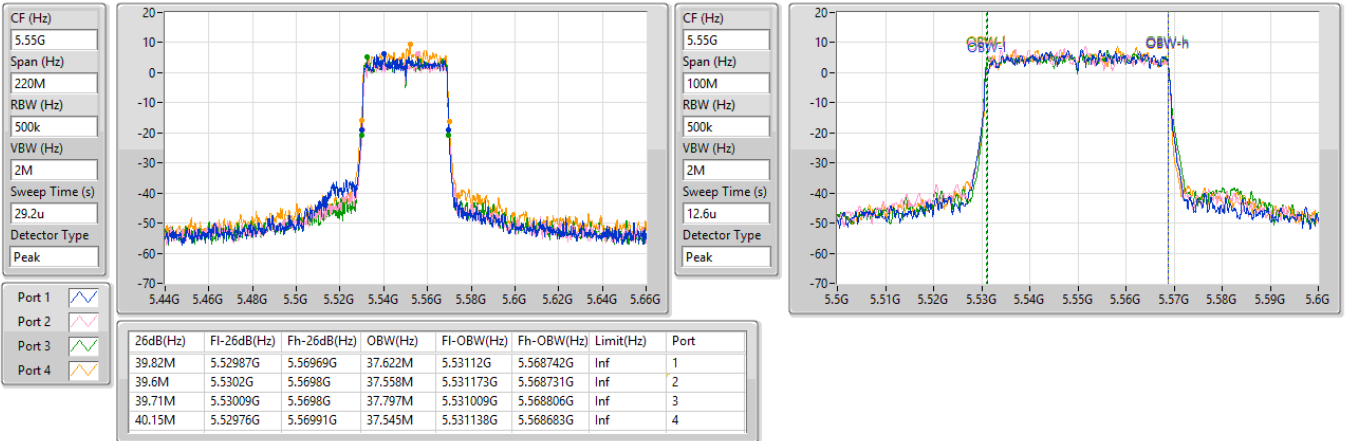 CF (Hz)
5.55G
Span (Hz)
220M
RBW (Hz)
500k
VBW (Hz)
2M
Sweep Time (s)
29.2u
Detector Type
Peak
20
10
0
-10
-20
-30
-40
-50
-60
-70
5.44G 5.46G 5.48G 5.5G 5.52G 5.54G 5.56G 5.58G 5.6G 5.62G 5.64G 5.66G
CF (Hz)
5.55G
Span (Hz)
100M
RBW (Hz)
500k
VBW (Hz)
2M
Sweep Time (s)
12.6u
Detector Type
Peak
20
10
0
-10
-20
-30
-40
-50
-60
-70
OBW-l OBW-h
5.5G 5.51G 5.52G 5.53G 5.54G 5.55G 5.56G 5.57G 5.58G 5.59G 5.6G
Port 1
Port 2
Port 3
Port 4
26dB(Hz) Fl-26dB(Hz) Fh-26dB(Hz) OBW(Hz) Fl-OBW(Hz) Fh-OBW(Hz) Limit(Hz) Port
39.82M 5.52987G 5.56969G 37.622M 5.53112G 5.568742G Inf 1
39.6M 5.5302G 5.5698G 37.558M 5.531173G 5.568731G Inf 2
39.71M 5.53009G 5.5698G 37.797M 5.531009G 5.568806G Inf 3
40.15M 5.52976G 5.56991G 37.545M 5.531138G 5.568683G Inf 4